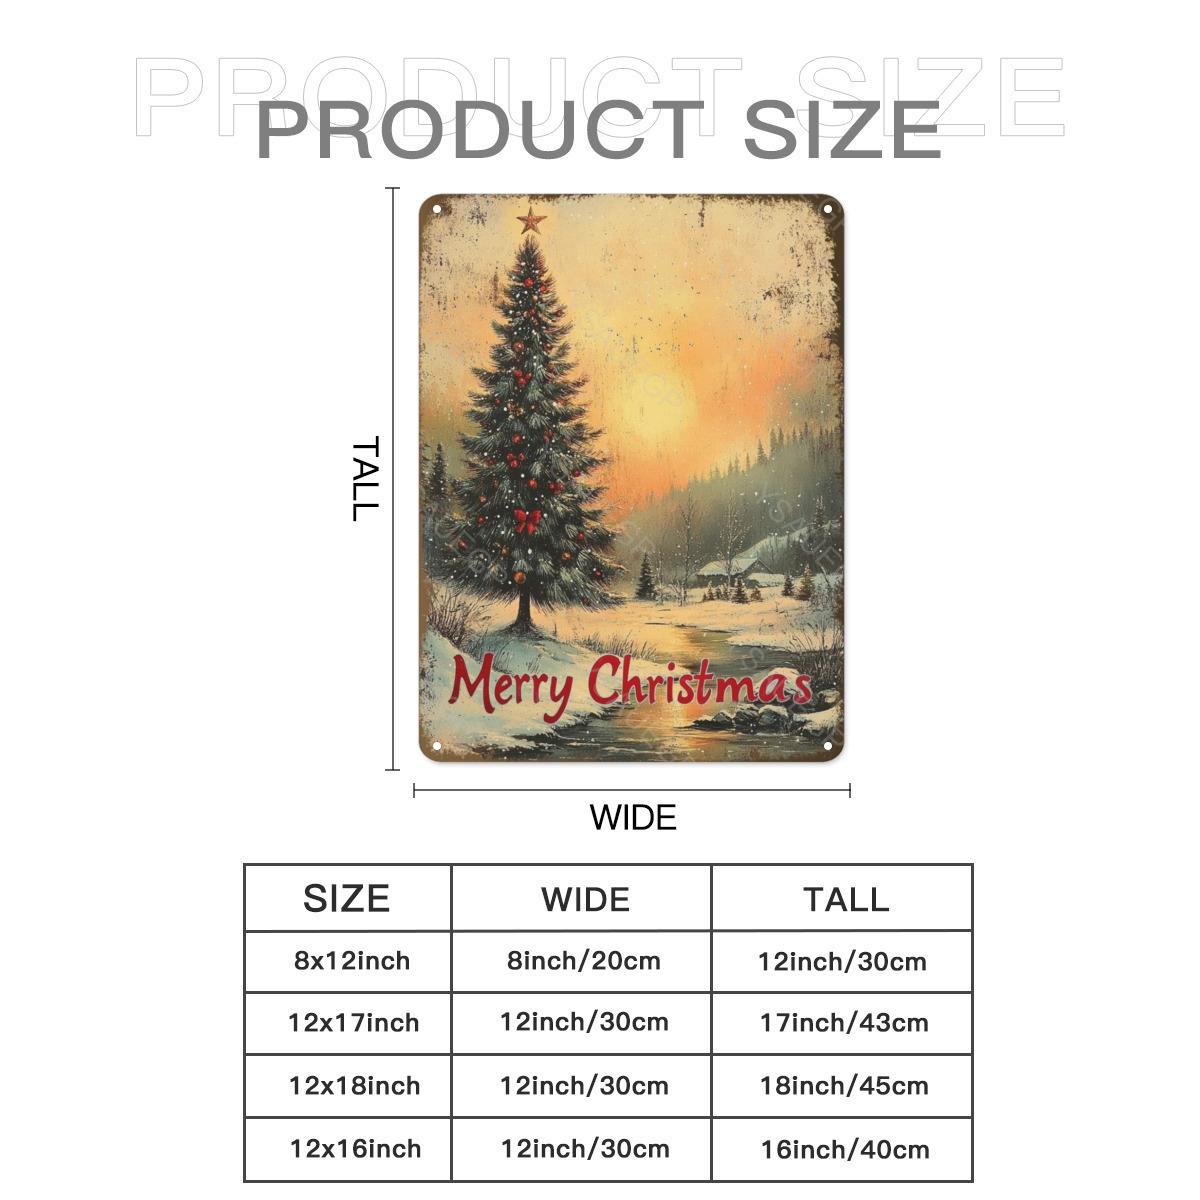 PRODUCT SIZE
PRODUCT SIZE
TALL
Merry Christmas
WIDE
SIZE WIDE TALL
8x12inch 8inch/20cm 12inch/30cm
12x17inch 12inch/30cm 17inch/43cm
12x18inch 12inch/30cm 18inch/45cm
12x16inch 12inch/30cm 16inch/40cm